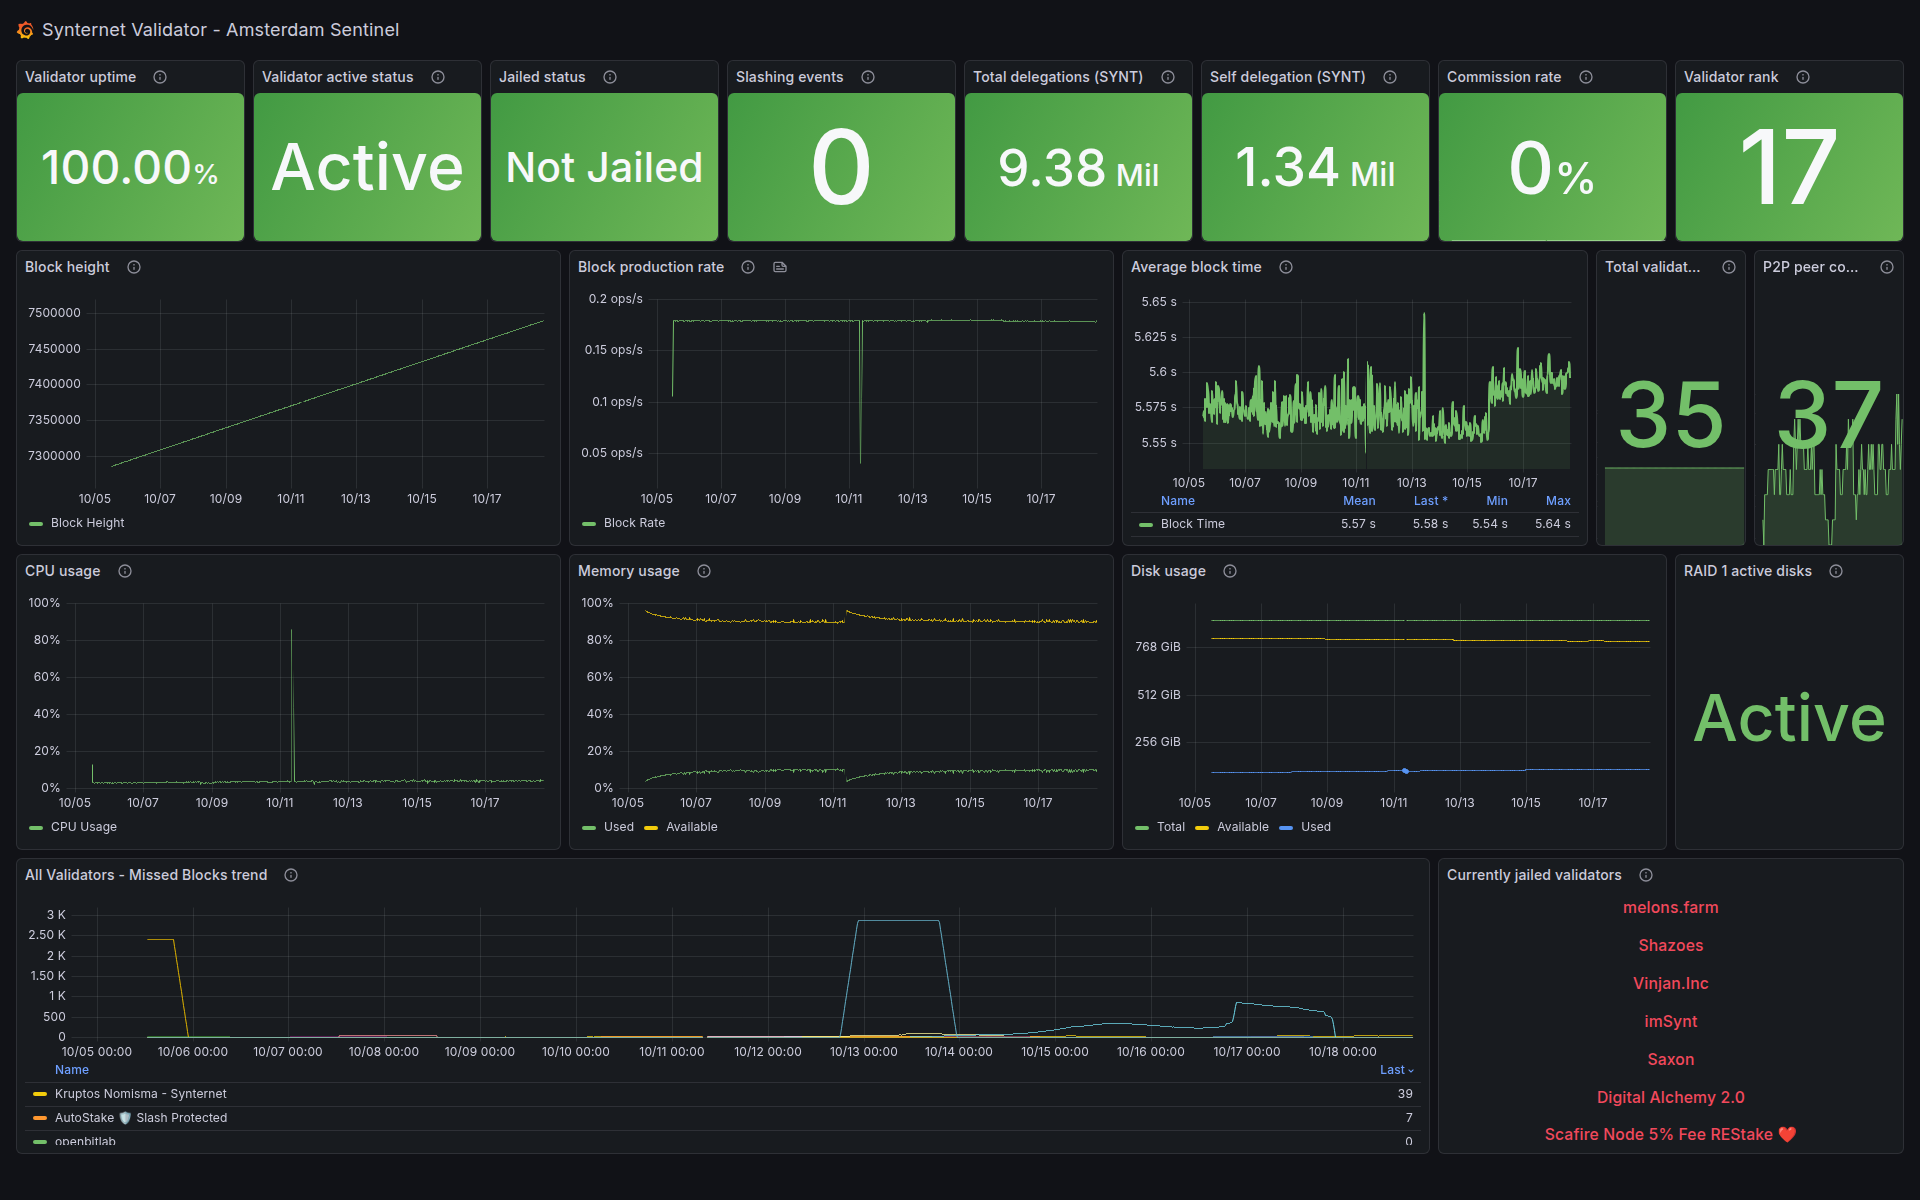 Synternet Validator - Amsterdam Sentinel
Validator uptime
Validator active status
Jailed status
Slashing events
Total delegations (SYNT)
Self delegation (SYNT)
Commission rate
Validator rank
100.00%
Active
Not Jailed
0
9.38 Mil
1.34 Mil
0%
17
Block height
7500000
7450000
7400000
7350000
7300000
10/05 10/07 10/09 10/11 10/13 10/15 10/17
Block Height
Block production rate
0.2 ops/s
0.15 ops/s
0.1 ops/s
0.05 ops/s
10/05 10/07 10/09 10/11 10/13 10/15 10/17
Block Rate
Average block time
5.65 s
5.625 s
5.6 s
5.575 s
5.55 s
10/05 10/07 10/09 10/11 10/13 10/15 10/17
Name Mean Last * Min Max
Block Time 5.57 s 5.58 s 5.54 s 5.64 s
Total validat...
35
P2P peer co...
37
CPU usage
100%
80%
60%
40%
20%
0%
10/05 10/07 10/09 10/11 10/13 10/15 10/17
CPU Usage
Memory usage
100%
80%
60%
40%
20%
0%
10/05 10/07 10/09 10/11 10/13 10/15 10/17
Used Available
Disk usage
768 GiB
512 GiB
256 GiB
10/05 10/07 10/09 10/11 10/13 10/15 10/17
Total Available Used
RAID 1 active disks
Active
All Validators - Missed Blocks trend
3 K
2.50 K
2 K
1.50 K
1 K
500
0
10/05 00:00 10/06 00:00 10/07 00:00 10/08 00:00 10/09 00:00 10/10 00:00 10/11 00:00 10/12 00:00 10/13 00:00 10/14 00:00 10/15 00:00 10/16 00:00 10/17 00:00 10/18 00:00
Name Last
Kruptos Nomisma - Synternet 39
AutoStake 🛡️ Slash Protected 7
openbitlab 0
Currently jailed validators
melons.farm
Shazoes
Vinjan.Inc
imSynt
Saxon
Digital Alchemy 2.0
Scafire Node 5% Fee REStake ❤️